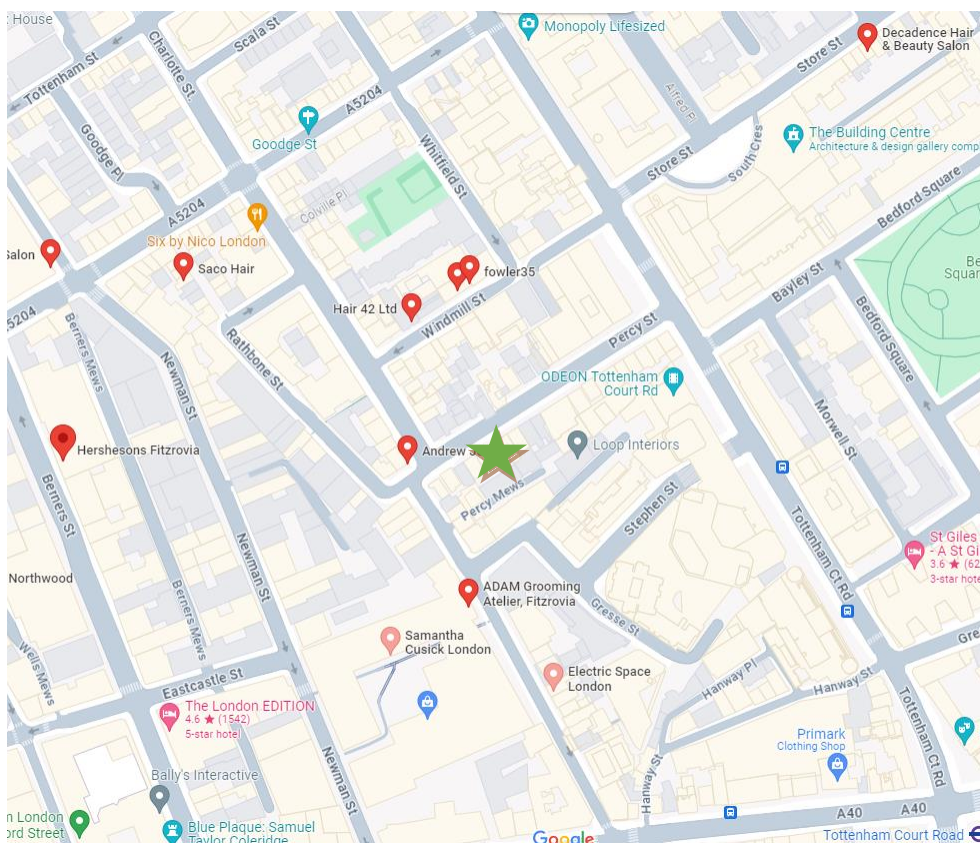 : House
Scala St
Charlotte St.
Tottenham St
Monopoly Lifesized
Decadence Hair
& Beauty Salon
Store St
Alfred Pl
A5204
Goodge St
Goodge Pl
Whitfield St
The Building Centre
Architecture & design gallery comp
Store St
South Cres
Colville Pl
Bedford Square
A5204
Six by Nico London
Salon
Saco Hair
fowler35
Hair 42 Ltd
Windmill St
Bayley St
Be
Squar
5204
Berners Mews
Newman St
Rathbone St
Percy St
Bedford Square
ODEON Tottenham
Court Rd
Morwell St
Hershesons Fitzrovia
Andrew
Loop Interiors
Percy Mews
Stephen St
Berners St
Tottenham Ct Rd
St Giles
- A St Gi
3.6 ★ (62
3-star hote
Northwood
Newman St
Berners Mews
ADAM Grooming
Atelier, Fitzrovia
Gresse St
Samantha
Cusick London
Wells Mews
Eastcastle St
Electric Space
London
Hanway Pl
Hanway St
Gre
The London EDITION
4.6 ★ (1542)
5-star hotel
Tottenham Ct Rd
Primark
Clothing Shop
Newman St
Bally's Interactive
Hanway St
n London
ord Street
Blue Plaque: Samuel
Taylor Coleridge
Google
A40
A40
Tottenham Court Road